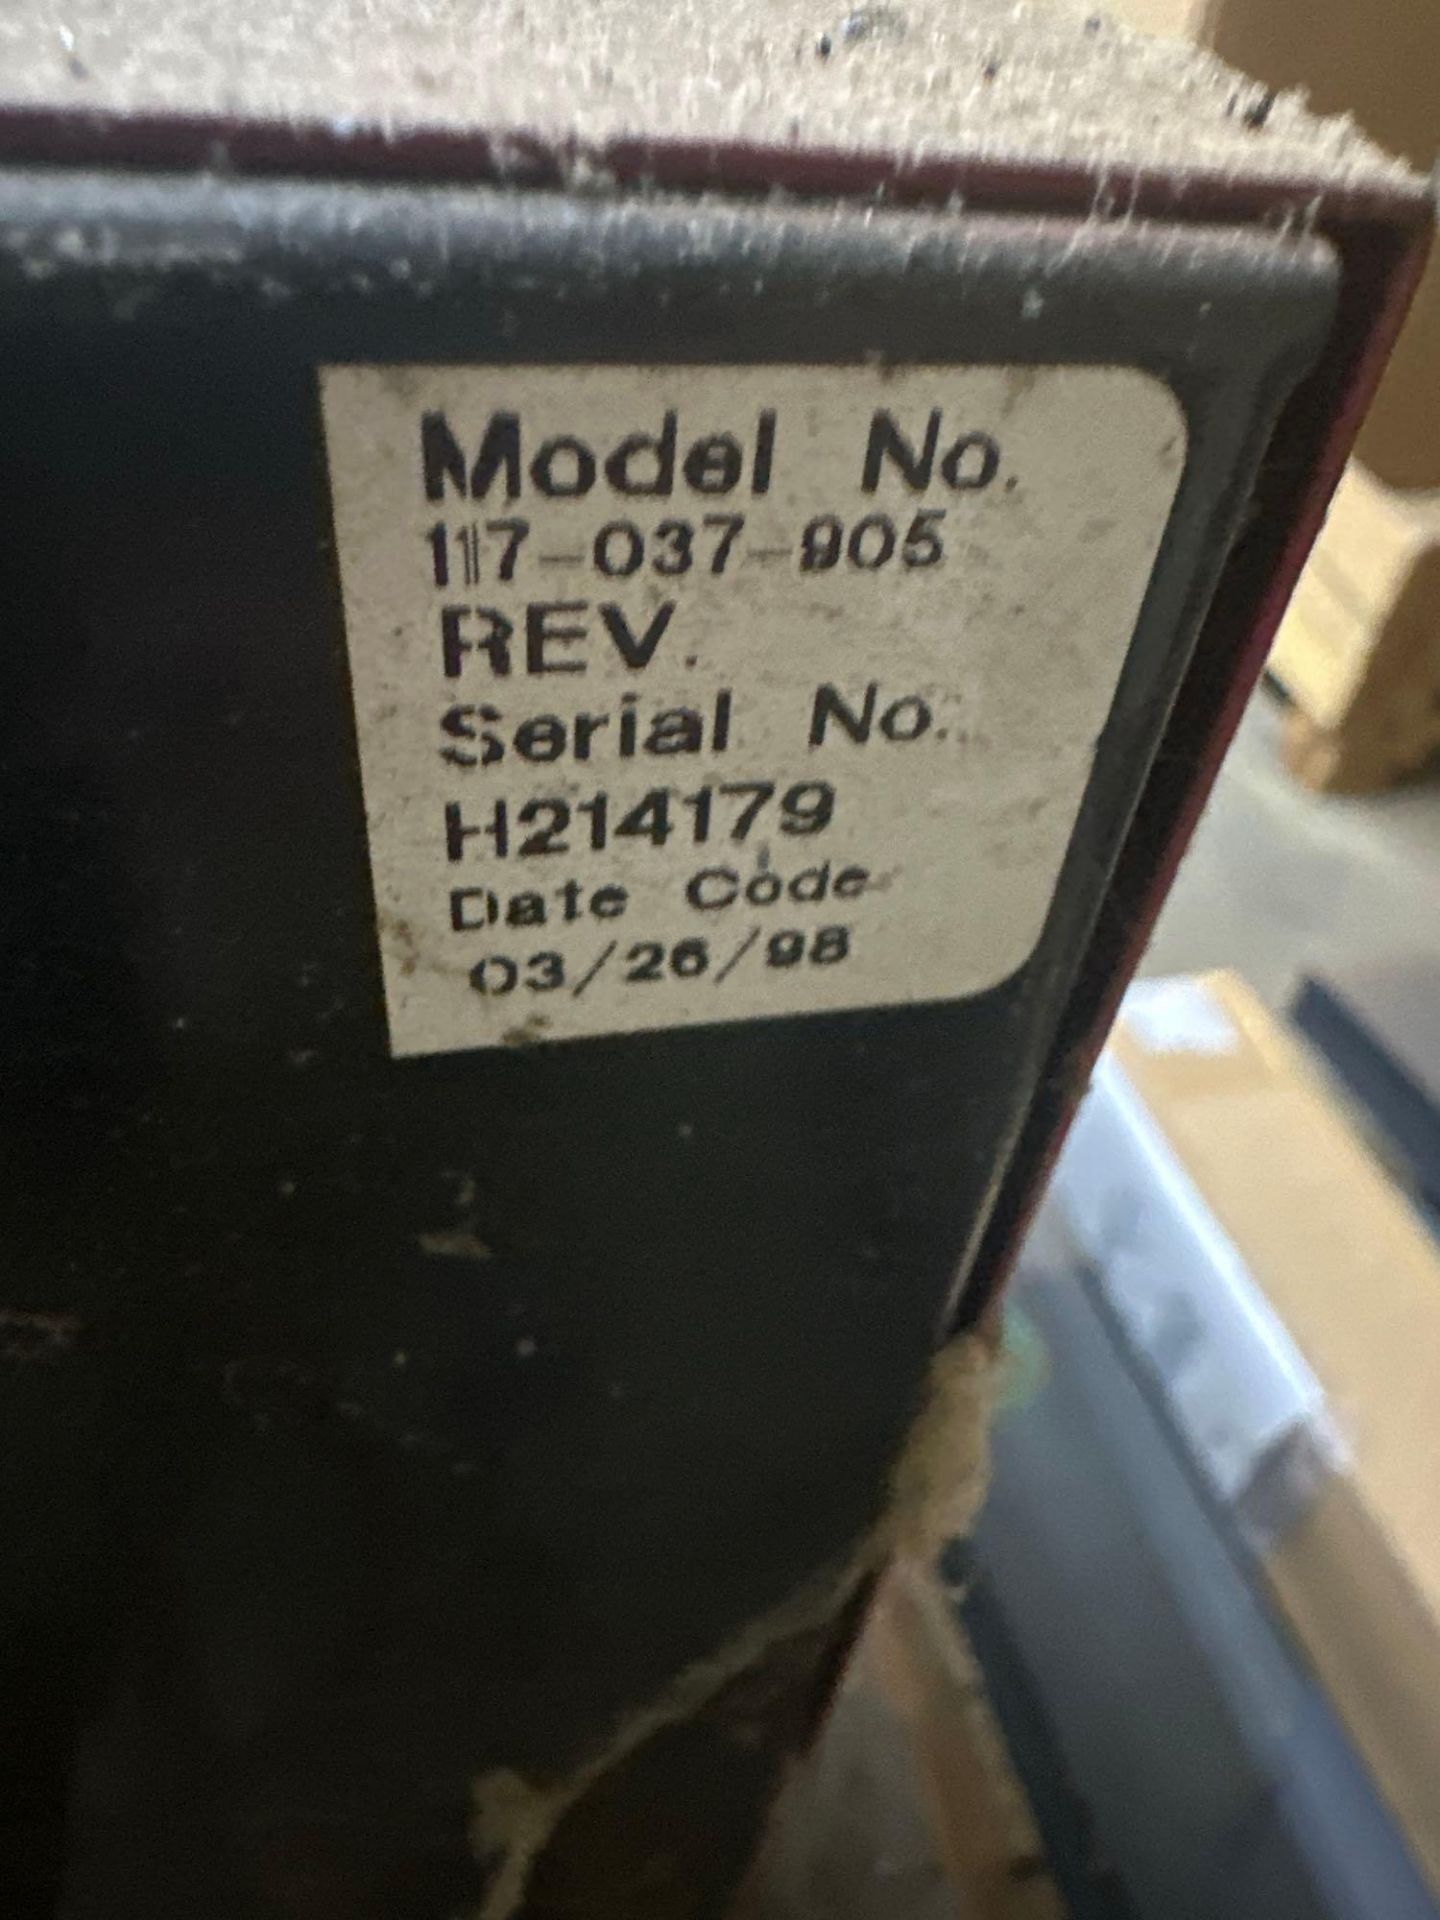 Model No.
117-037-905
REV.
Serial No.
H214179
Date Code
03/26/98